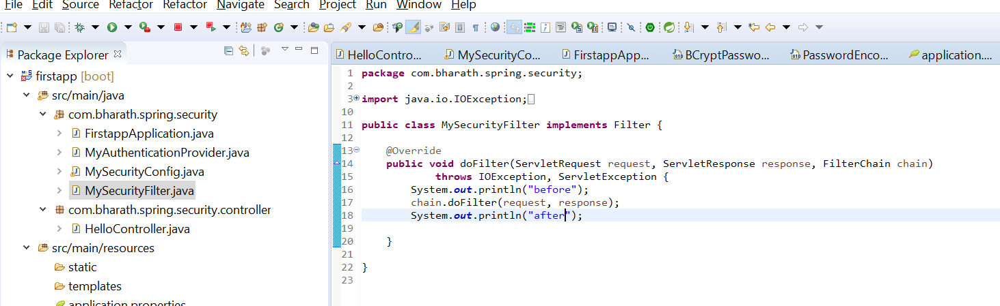 File Edit Source Refactor Refactor Navigate Search Project Run Window Help
Package Explorer
HelloContro... MySecurityCo... FirstappApp... BCryptPasswo... PasswordEnco... application....
firstapp [boot]
src/main/java
com.bharath.spring.security
FirstappApplication.java
MyAuthenticationProvider.java
MySecurityConfig.java
MySecurityFilter.java
com.bharath.spring.security.controller
HelloController.java
src/main/resources
static
templates
application.properties
1 package com.bharath.spring.security;
2
3 import java.io.IOException;
10
11 public class MySecurityFilter implements Filter {
12
13 @Override
14 public void doFilter(ServletRequest request, ServletResponse response, FilterChain chain)
15 throws IOException, ServletException {
16 System.out.println("before");
17 chain.doFilter(request, response);
18 System.out.println("after");
19
20 }
21
22 }
23